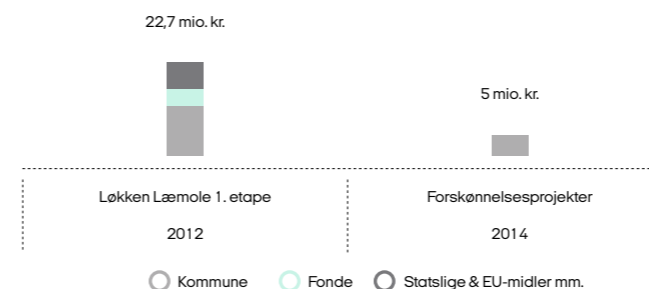 22,7 mio. kr.
5 mio. kr.
Løkken Læmole 1. etape
Forskønnelsesprojekter
2012
2014
Kommune
Fonde
Statslige & EU-midler mm.